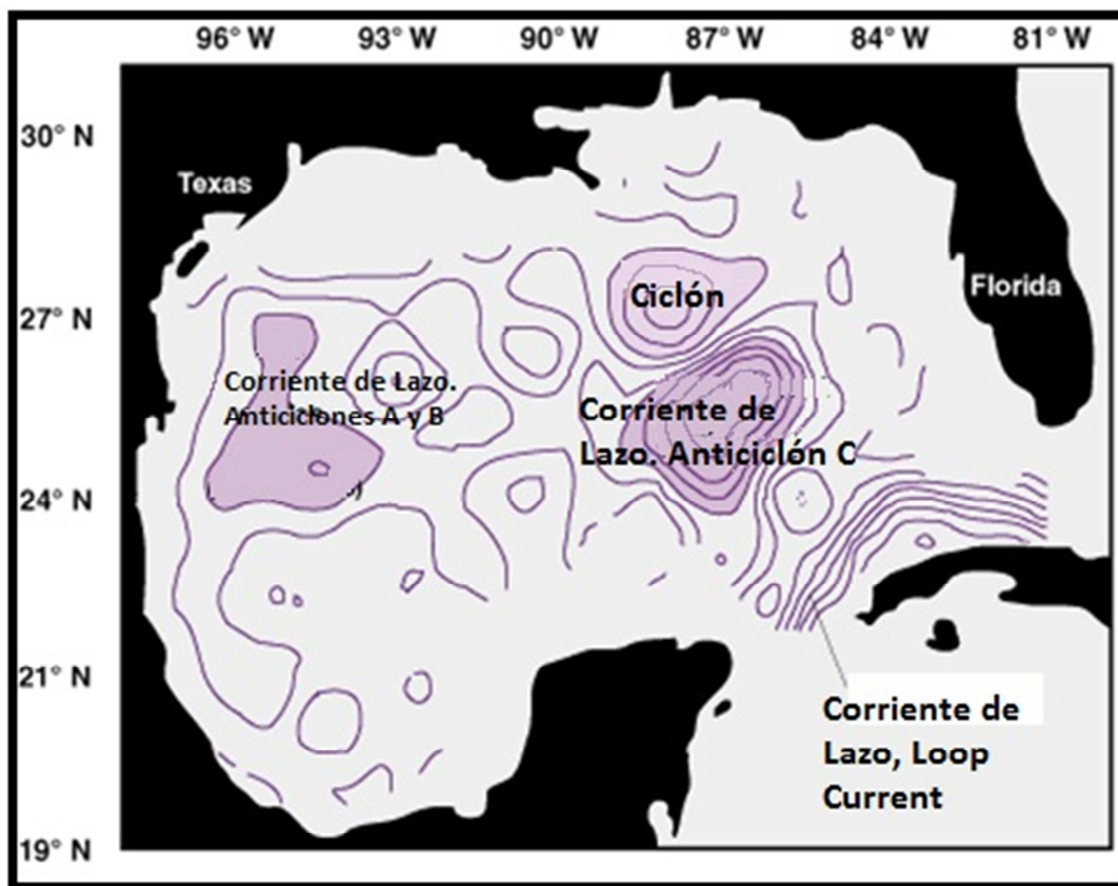 96° W 93° W 90° W 87° W 84° W 81° W
30° N
Texas
Florida
27° N
Ciclón
Corriente de Lazo.
Anticiclones A y B
Corriente de
Lazo. Anticiclón C
24° N
21° N
Corriente de
Lazo, Loop
Current
19° N